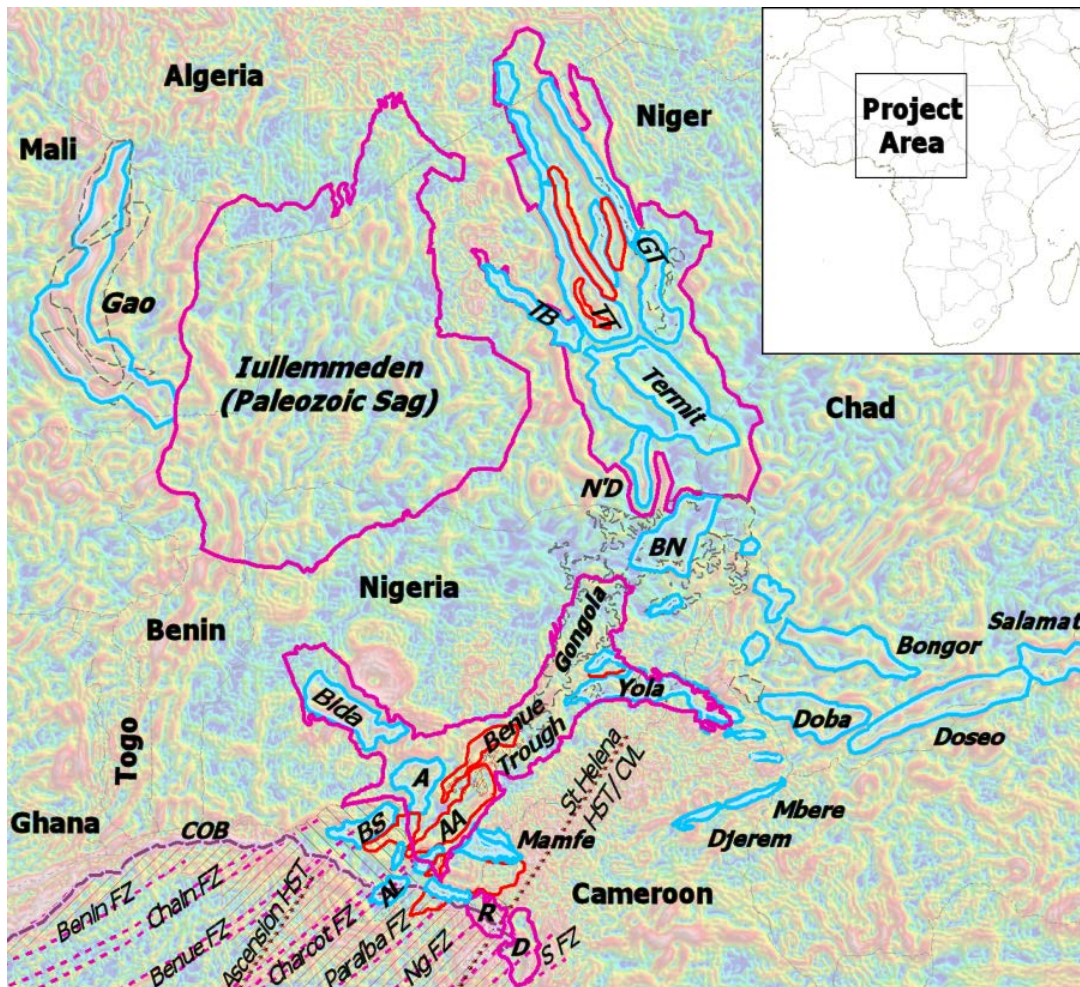 Algeria
Niger
Mali
Project
Area
Gao
GT
TB
TT
Iullemmeden
(Paleozoic Sag)
Termit
Chad
N'D
BN
Nigeria
Gongola
Benin
Salamat
Bongor
Yola
Bida
Benue
Trough
Doba
Doseo
Togo
St Helena
HST/ CVL
A
Ghana
COB
BS
AA
Mamfe
Mbere
Djerem
AI
Cameroon
R
D
Benin FZ
Chain FZ
Benue FZ
Ascension HST
Charcot FZ
Paraiba FZ
Ng FZ
S FZ